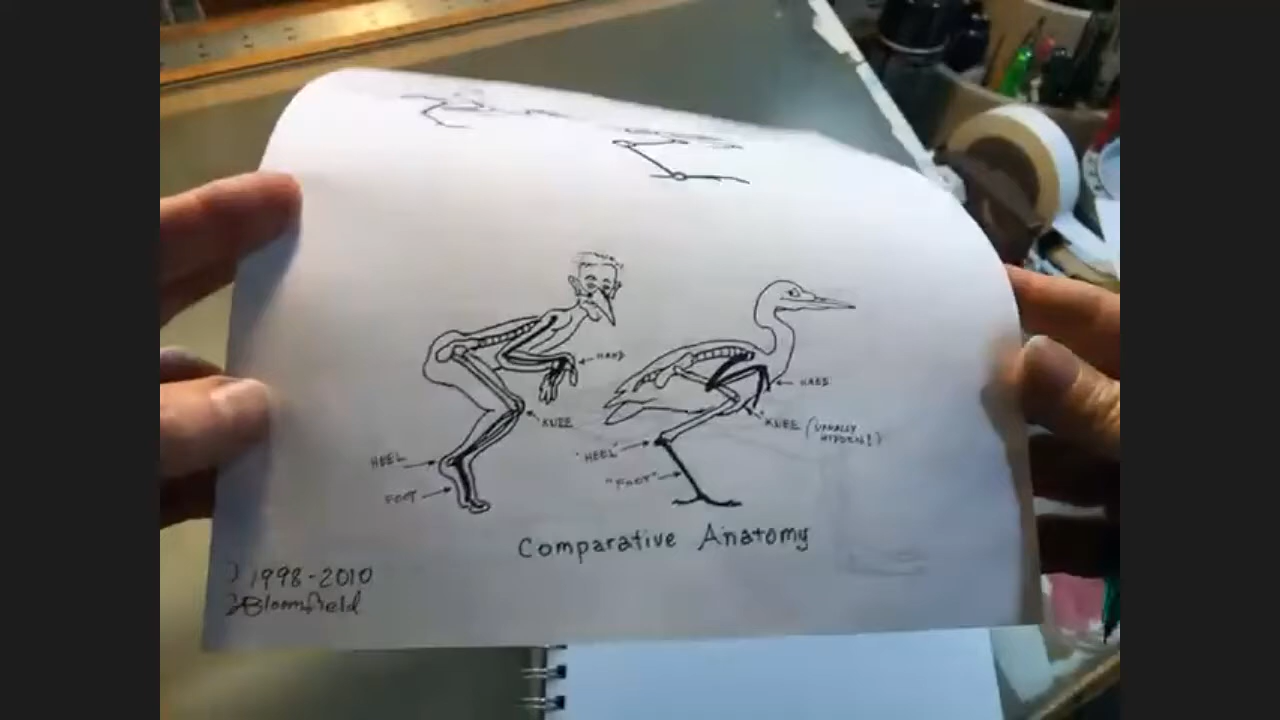 HAND
HAND
KNEE
KNEE (USUALLY
HIDDEN!)
HEEL
"HEEL"
FOOT
"FOOT"
Comparative Anatomy
1998-2010
Bloomfield